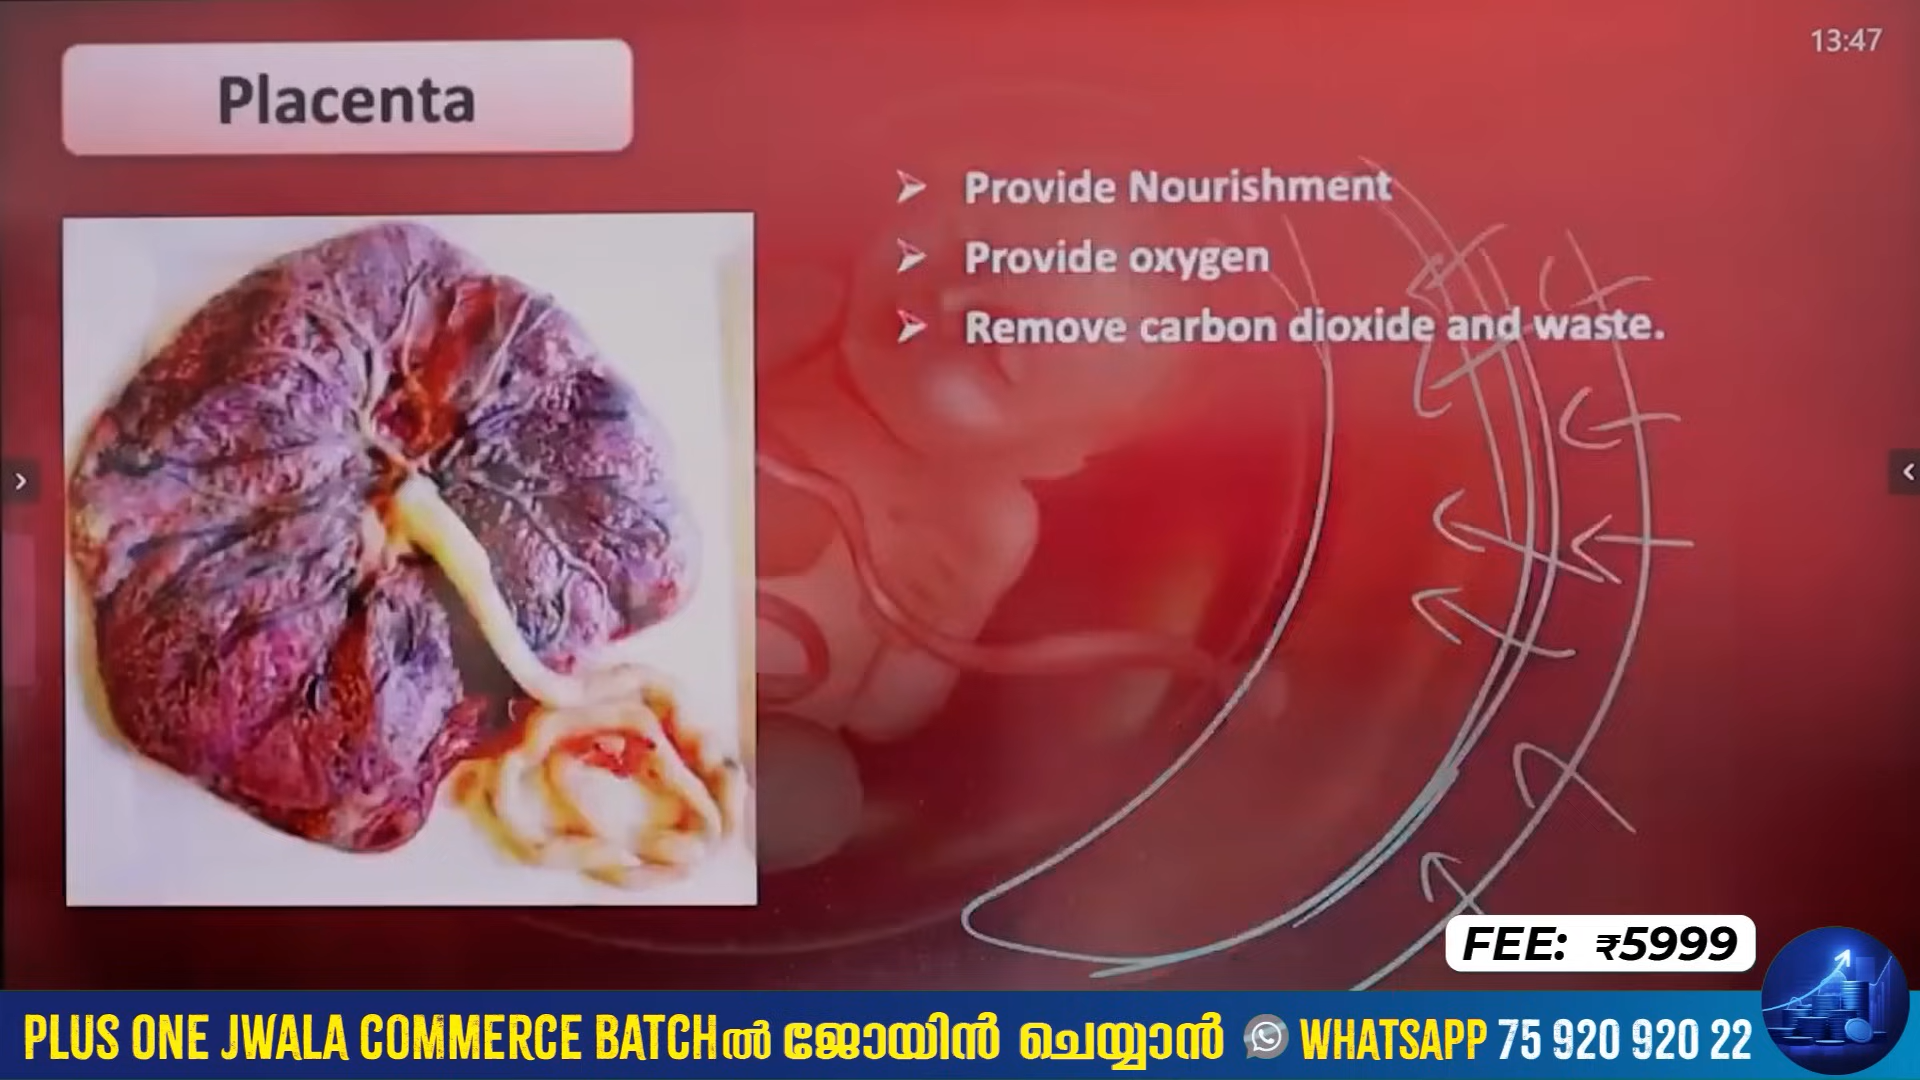 13:47
Placenta
Provide Nourishment
Provide oxygen
Remove carbon dioxide and waste.
FEE: ₹5999
PLUS ONE JWALA COMMERCE BATCHൽ ജോയിൻ ചെയ്യാൻ WHATSAPP 75 920 920 22